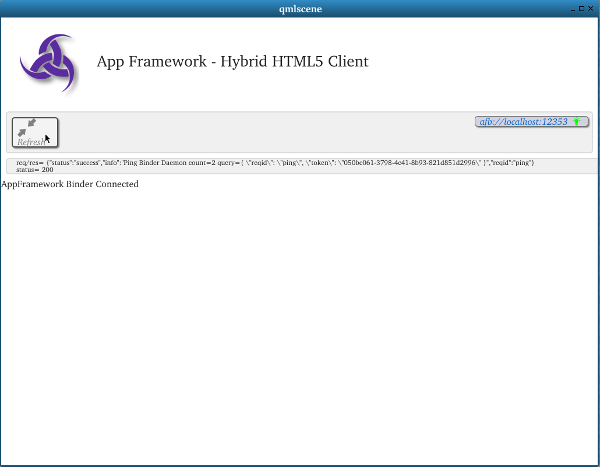 qmlscene
App Framework - Hybrid HTML5 Client
Refresh
afb://localhost:12353
req/res= {"status":"success","info": 'Ping Binder Daemon count=2 query={ \"reqid\": \"ping\", \"token\": \"050bc061-3798-4c41-8b93-821d851d2996\" }","reqid":"ping"}
status= 200
AppFramework Binder Connected